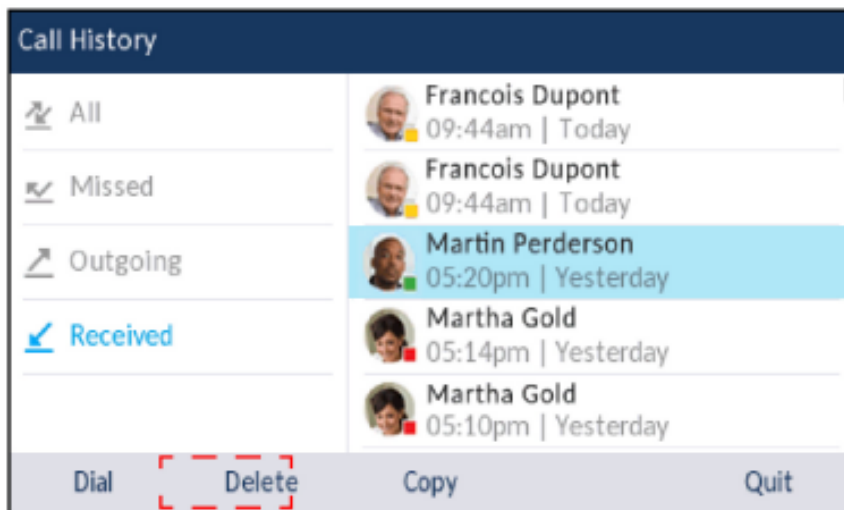 Call History
All
Missed
Outgoing
Received
Francois Dupont
09:44am | Today
Francois Dupont
09:44am | Today
Martin Perderson
05:20pm | Yesterday
Martha Gold
05:14pm | Yesterday
Martha Gold
05:10pm | Yesterday
Dial Delete Copy Quit